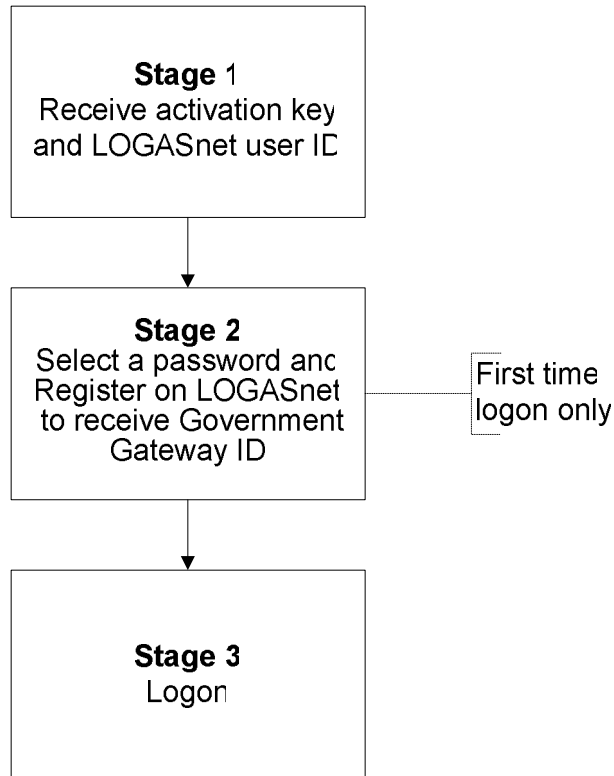 Stage 1
Receive activation key
and LOGASnet user ID
Stage 2
Select a password and
Register on LOGASnet
to receive Government
Gateway ID
First time
logon only
Stage 3
Logon